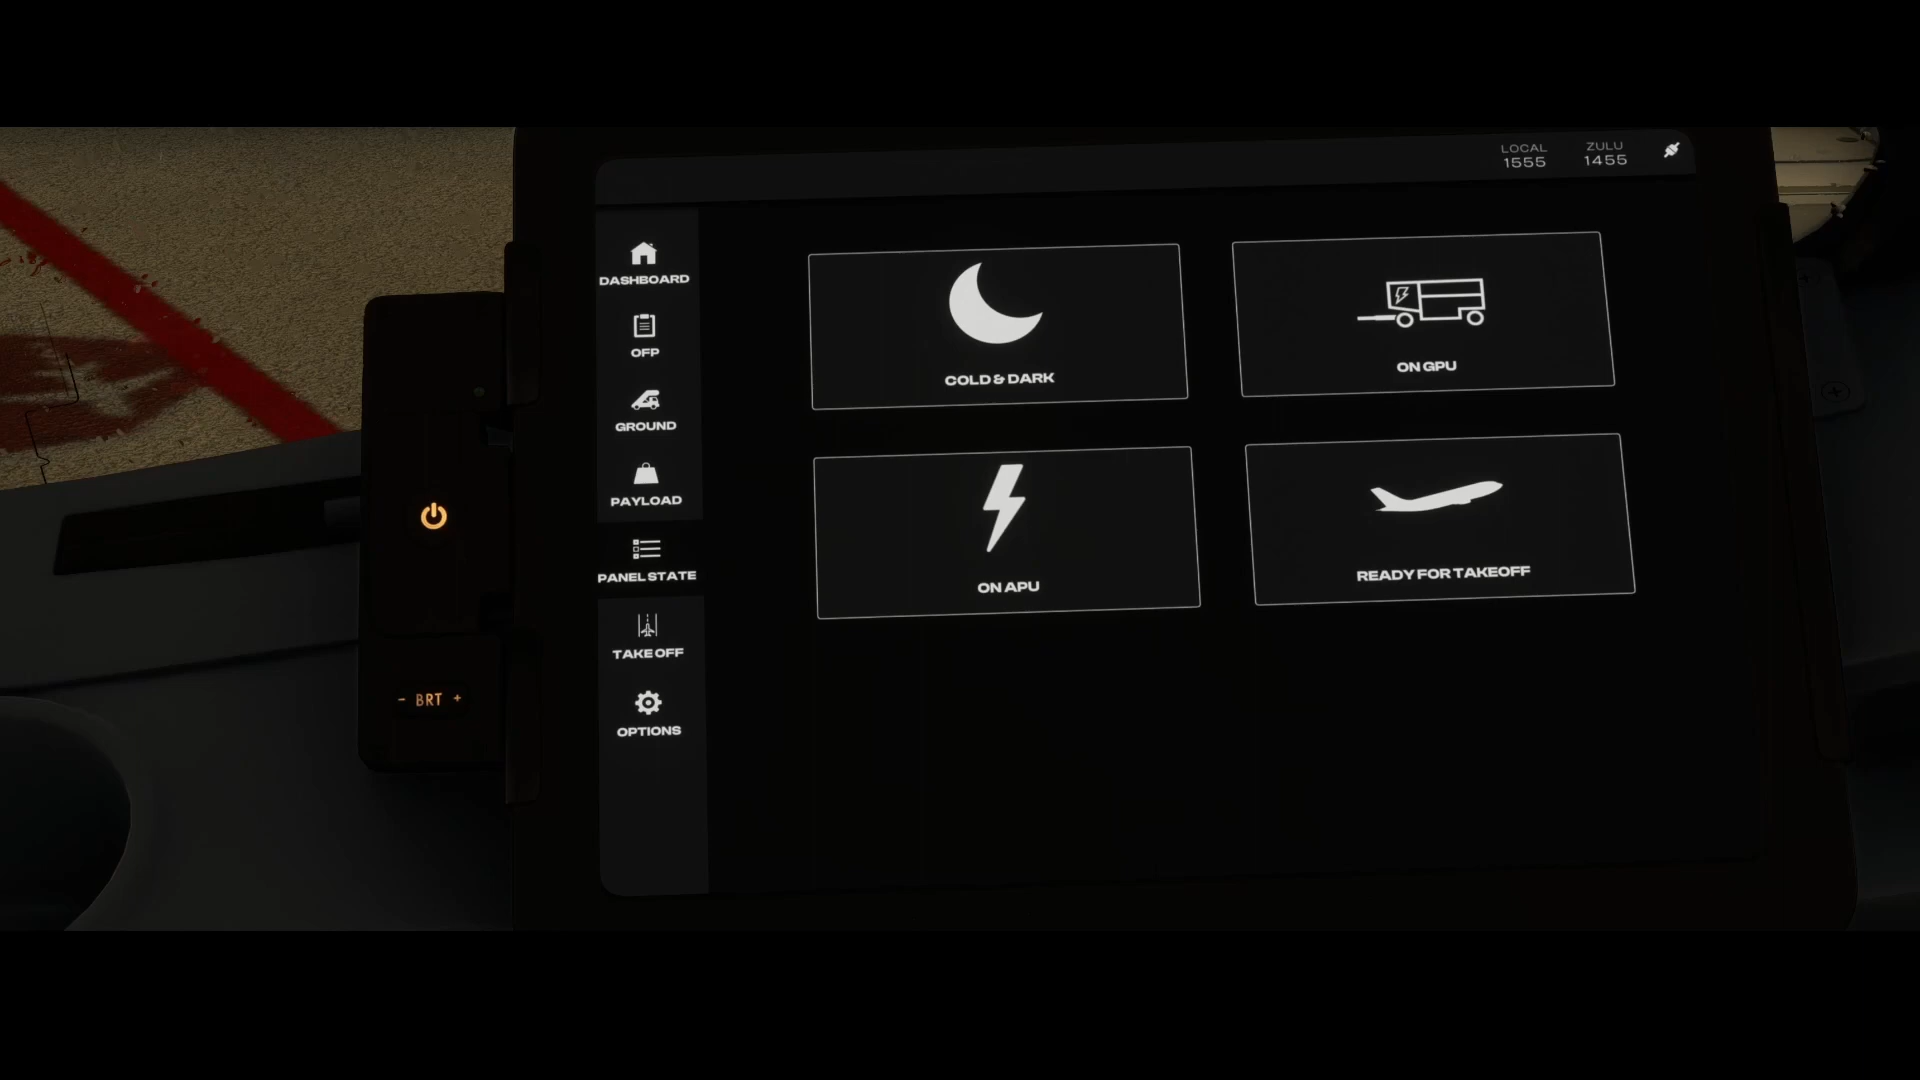 LOCAL
1555
ZULU
1455
DASHBOARD
OFP
GROUND
PAYLOAD
PANEL STATE
TAKE OFF
OPTIONS
COLD & DARK
ON GPU
ON APU
READY FOR TAKEOFF
- BRT +